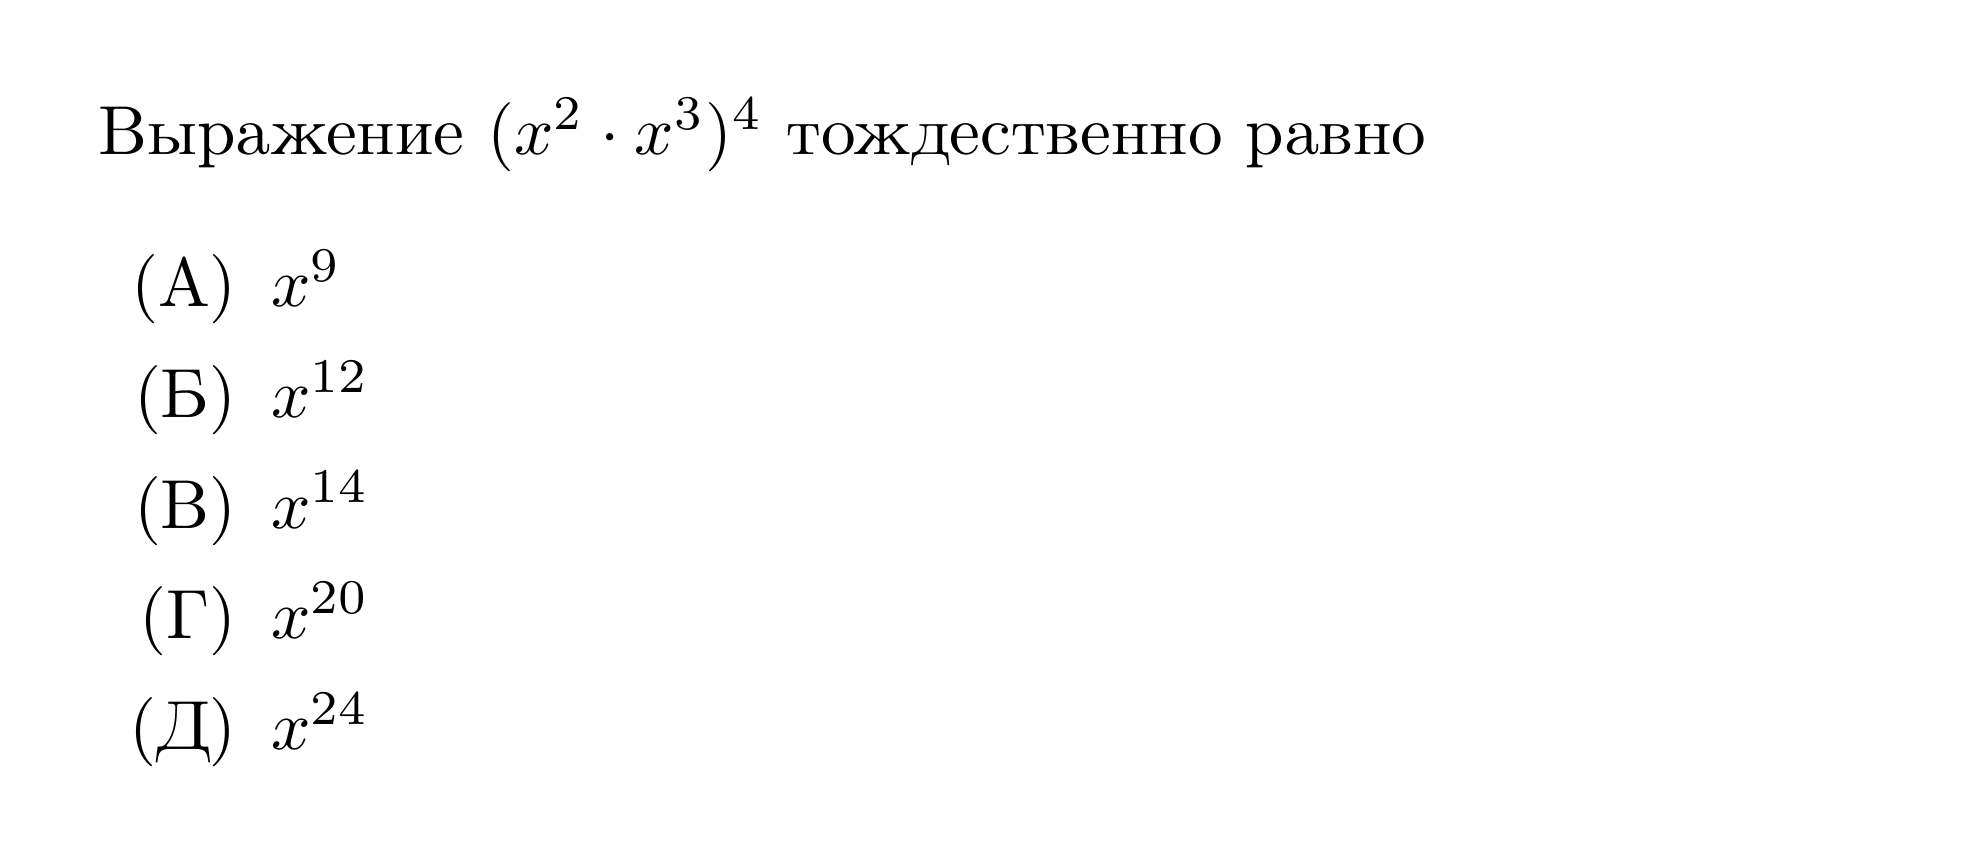 Выражение $(x^2 \cdot x^3)^4$ тождественно равно
(А) $x^9$
(Б) $x^{12}$
(В) $x^{14}$
(Г) $x^{20}$
(Д) $x^{24}$